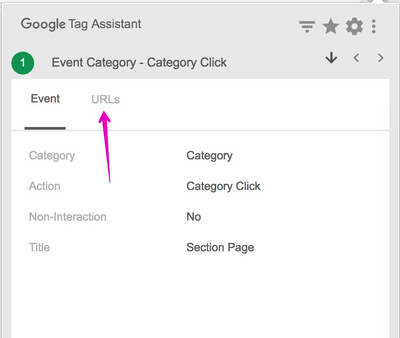 Google Tag Assistant
1 Event Category - Category Click
Event URLs
Category Category
Action Category Click
Non-Interaction No
Title Section Page